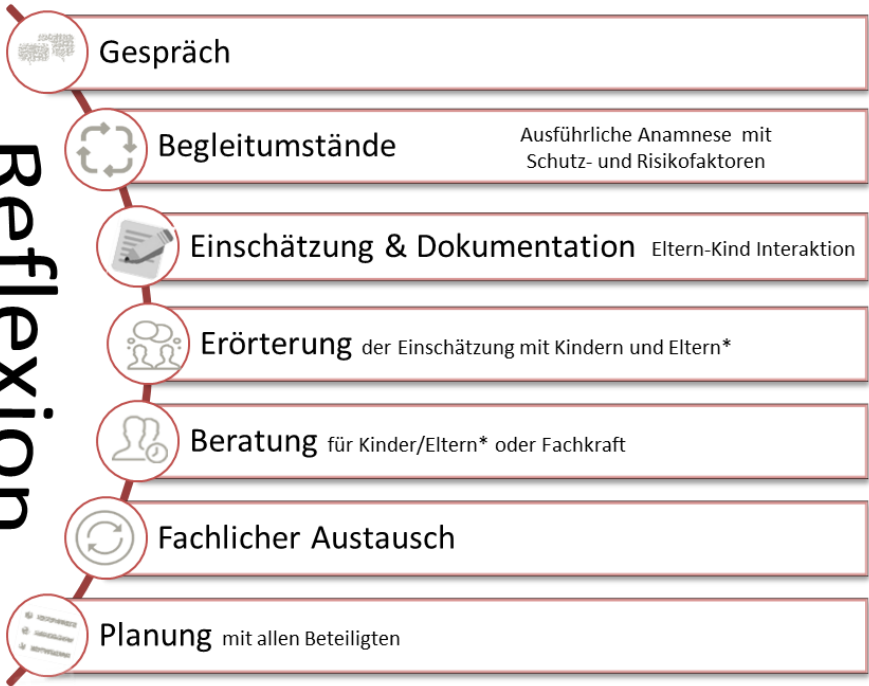 Reflexion
Gespräch
Begleitumstände
Ausführliche Anamnese mit
Schutz- und Risikofaktoren
Einschätzung & Dokumentation Eltern-Kind Interaktion
Erörterung der Einschätzung mit Kindern und Eltern*
Beratung für Kinder/Eltern* oder Fachkraft
Fachlicher Austausch
Planung mit allen Beteiligten